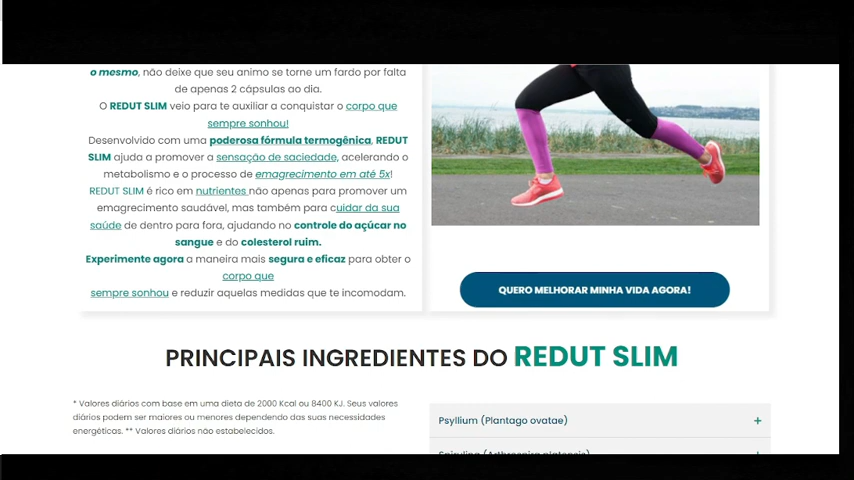 o mesmo, não deixe que seu animo se torne um fardo por falta
de apenas 2 cápsulas ao dia.
O REDUT SLIM veio para te auxiliar a conquistar o corpo que
sempre sonhou!
Desenvolvido com uma poderosa fórmula termogênica, REDUT
SLIM ajuda a promover a sensação de saciedade, acelerando o
metabolismo e o processo de emagrecimento em até 5x!
REDUT SLIM é rico em nutrientes não apenas para promover um
emagrecimento saudável, mas também para cuidar da sua
saúde de dentro para fora, ajudando no controle do açúcar no
sangue e do colesterol ruim.
Experimente agora a maneira mais segura e eficaz para obter o
corpo que
sempre sonhou e reduzir aquelas medidas que te incomodam.
QUERO MELHORAR MINHA VIDA AGORA!
PRINCIPAIS INGREDIENTES DO REDUT SLIM
* Valores diários com base em uma dieta de 2000 Kcal ou 8400 KJ. Seus valores
diários podem ser maiores ou menores dependendo das suas necessidades
energéticas. ** Valores diários não estabelecidos.
Psyllium (Plantago ovatae) +
Spirulina (Arthrospira platensis) +